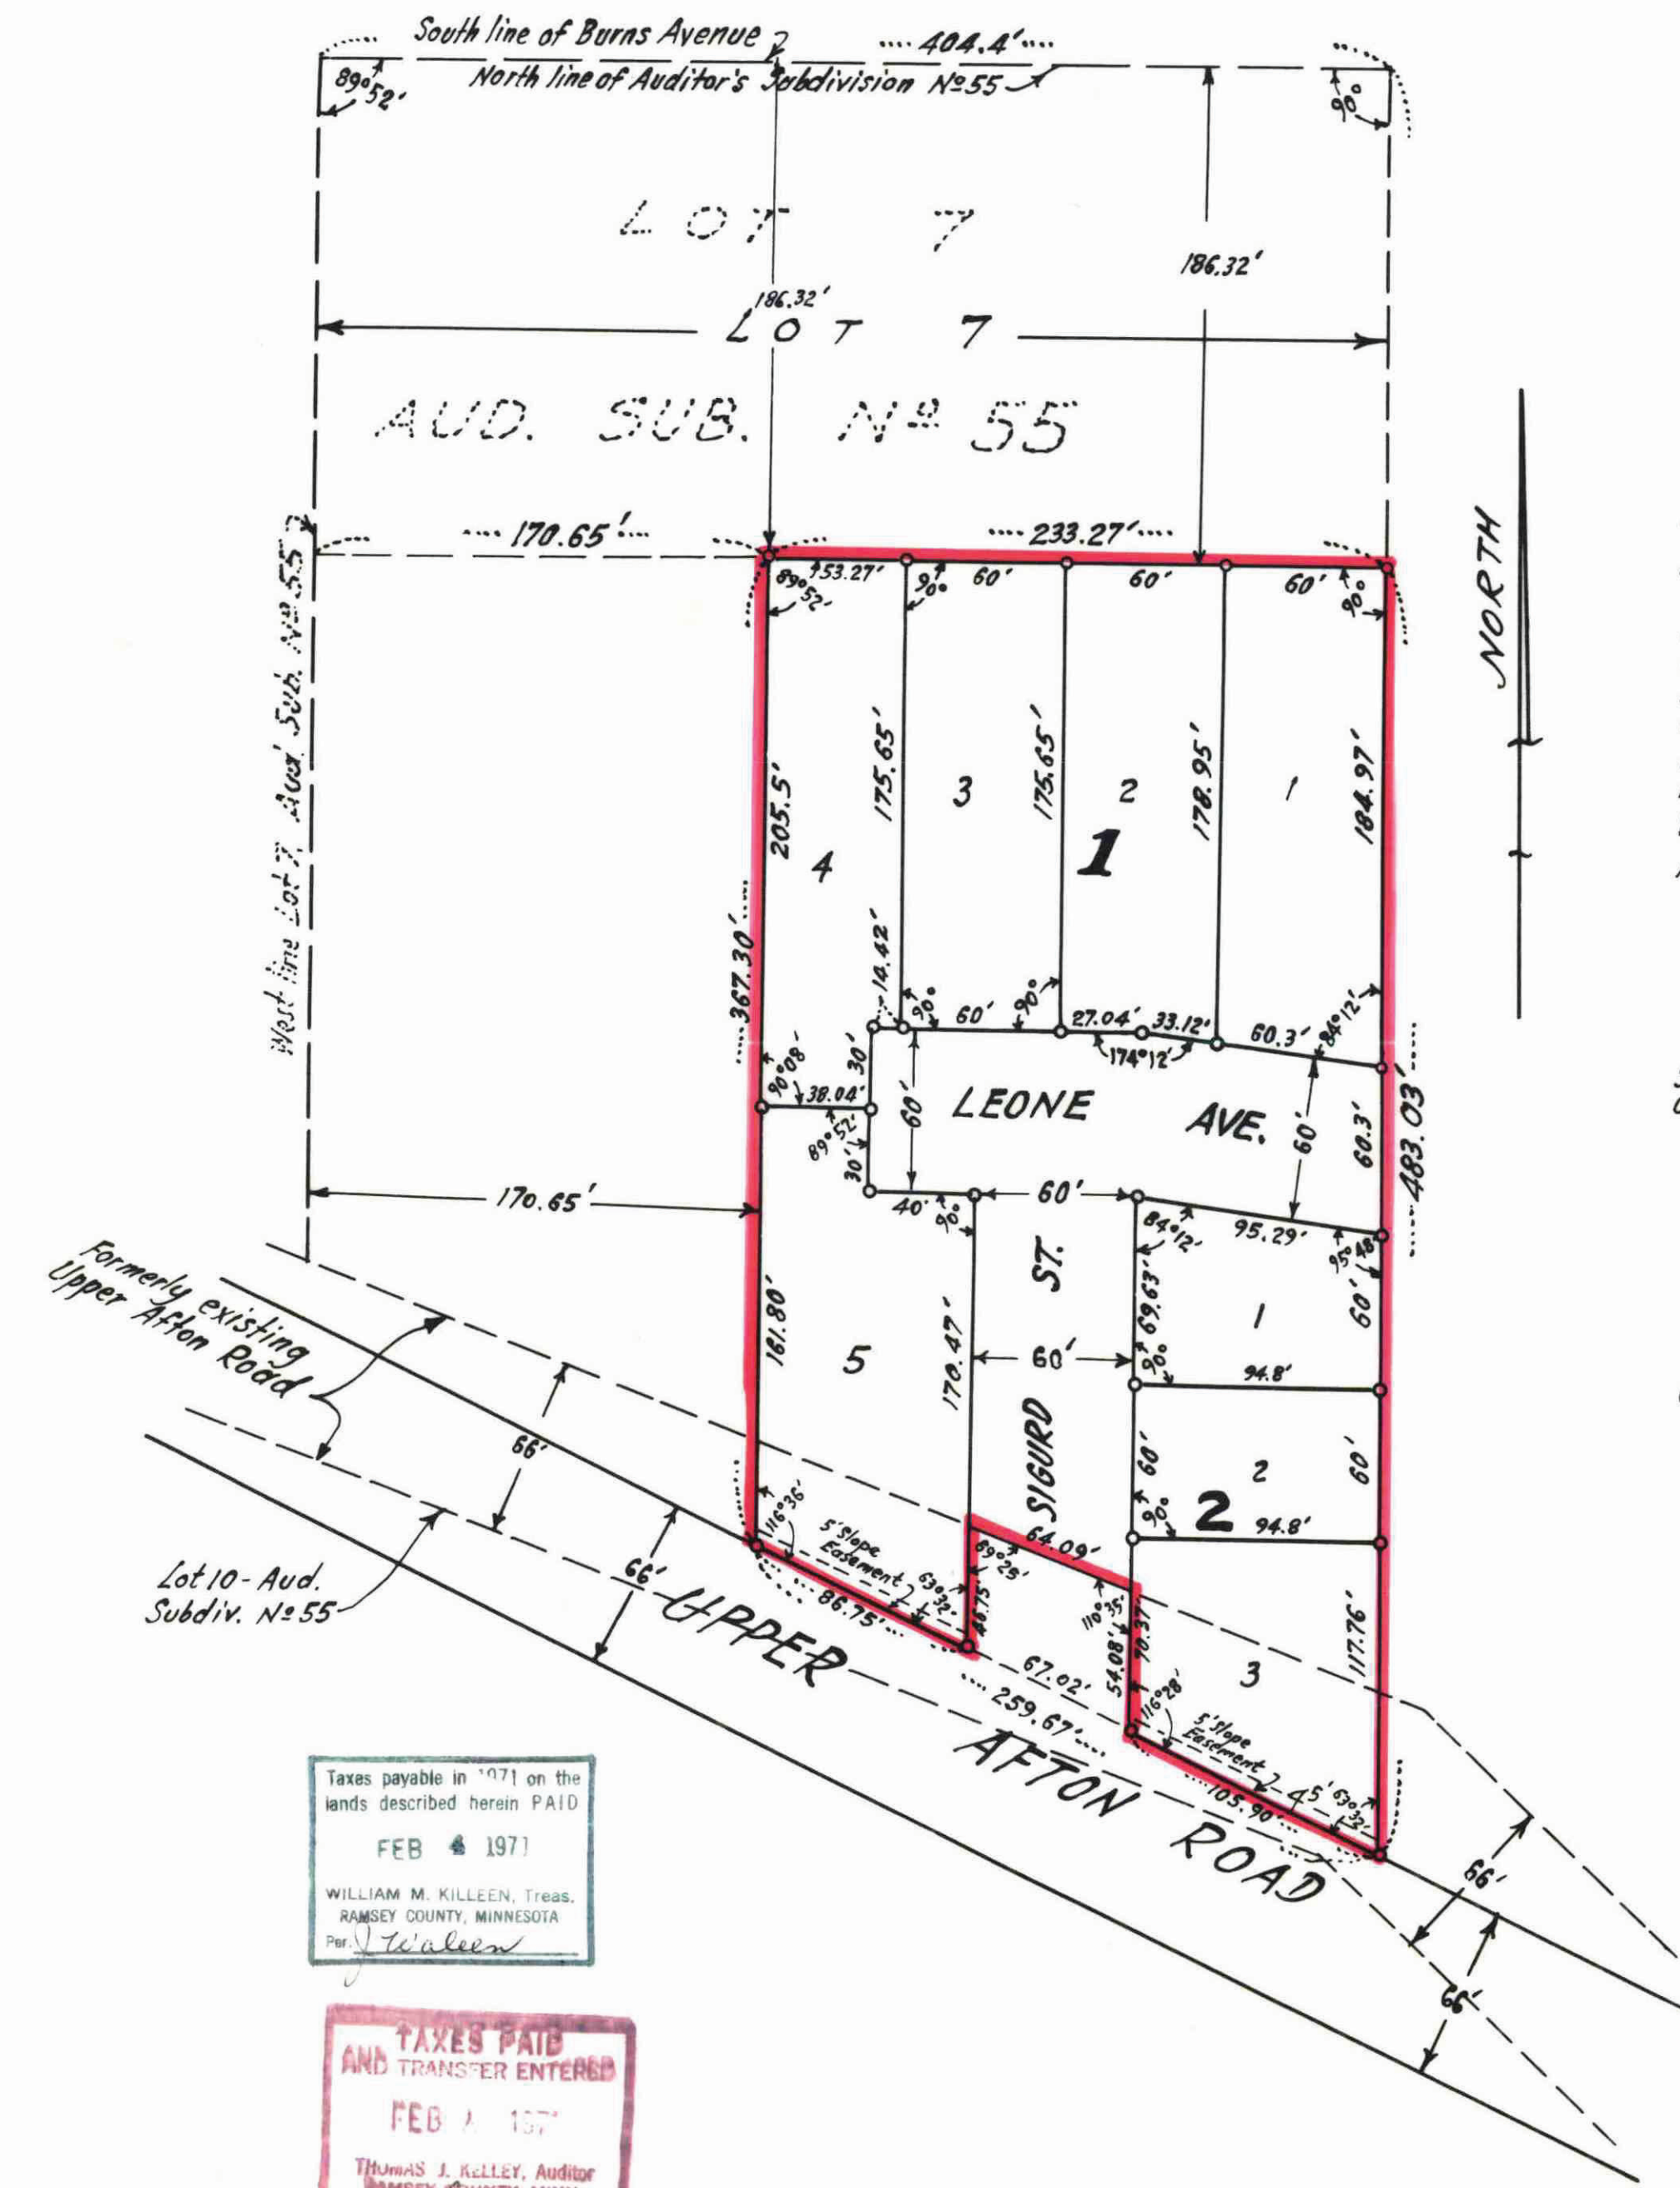 South line of Burns Avenue
404.4'
North line of Auditor's Subdivision Nº 55
89°52'
90°
LOT 7
186.32'
186.32'
LOT 7
AUD. SUB. Nº 55
170.65'
233.27'
53.27'
60'
60'
60'
89°52'
90°
90°
NORTH
West line Lot 7, Aud. Sub. Nº 55
205.5'
175.65'
3
175.65'
2
178.95'
1
184.97'
4
1
367.30'
14.42'
90°
60'
90°
27.04'
33.12'
60.3'
84°12'
174°12'
90°08'
38.04'
30'
60'
89°52'
30'
LEONE AVE.
60'
60.3'
483.03'
170.65'
40'
90°
60'
84°12'
95.29'
95°48'
Formerly existing
Upper Afton Road
161.80'
5
170.47'
SIGURD ST.
60'
69.63'
1
60'
90°
94.8'
66'
60'
2
60'
90°
2
94.8'
116°36'
5' Slope
Easement
63°32'
86.75'
46.75'
69°25'
64.09'
110°35'
54.08'
70.37'
3
117.76'
Lot 10 - Aud.
Subdiv. Nº 55
66'
UPPER AFTON ROAD
67.02'
259.67'
116°28'
5' Slope
Easement
45'
63°32'
105.90'
66'
66'
Taxes payable in 1971 on the
lands described herein PAID
FEB 4 1971
WILLIAM M. KILLEEN, Treas.
RAMSEY COUNTY, MINNESOTA
Per.
TAXES PAID
AND TRANSFER ENTERED
FEB 197
THOMAS J. KELLEY, Auditor
RAMSEY COUNTY, MINN.